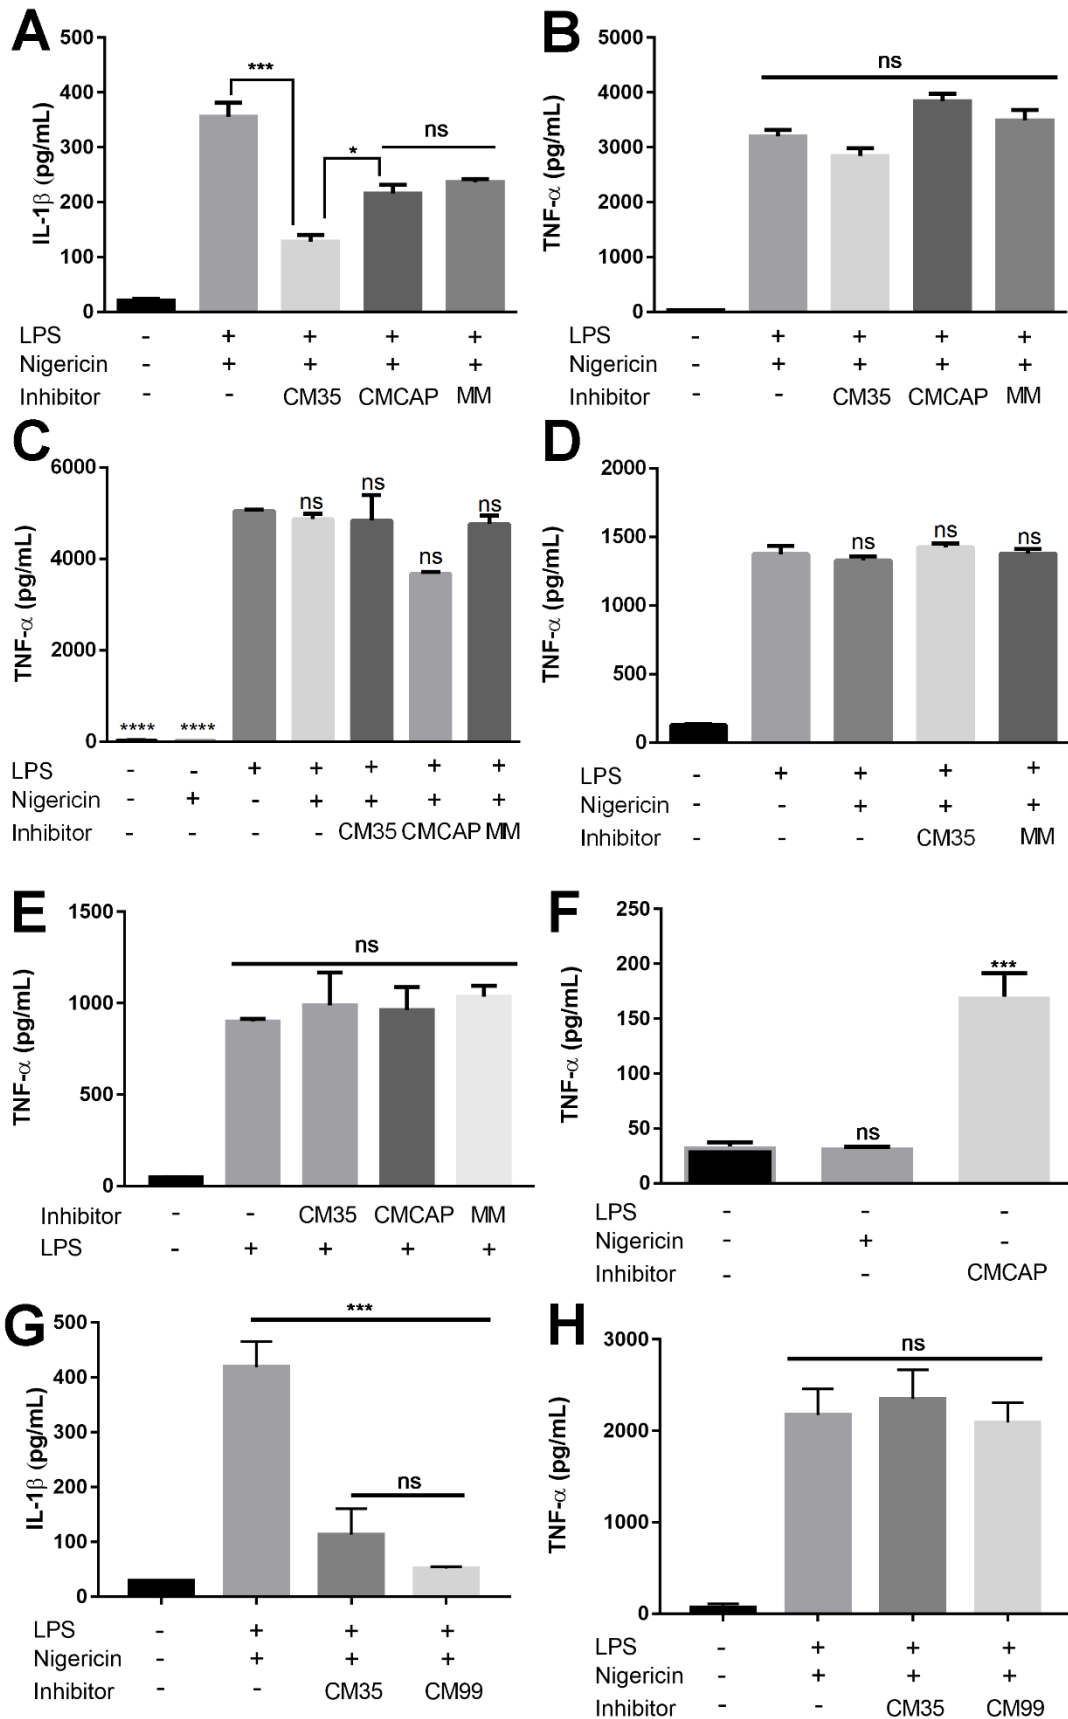 A
IL-1β (pg/mL)
500
400
300
200
100
0
***
*
ns
LPS - + + + +
Nigericin - + + + +
Inhibitor - - CM35 CMCAP MM
B
TNF-α (pg/mL)
5000
4000
3000
2000
1000
0
ns
LPS - + + + +
Nigericin - + + + +
Inhibitor - - CM35 CMCAP MM
C
TNF-α (pg/mL)
6000
4000
2000
0
**** **** ns ns ns ns
LPS - - + + + + +
Nigericin - + - + + + +
Inhibitor - - - - CM35 CMCAP MM
D
TNF-α (pg/mL)
2000
1500
1000
500
0
ns ns ns
LPS - + + + +
Nigericin - - + + +
Inhibitor - - - CM35 MM
E
TNF-α (pg/mL)
1500
1000
500
0
ns
Inhibitor - - CM35 CMCAP MM
LPS - + + + +
F
TNF-α (pg/mL)
250
200
150
100
50
0
ns ***
LPS - - -
Nigericin - + -
Inhibitor - - CMCAP
G
IL-1β (pg/mL)
500
400
300
200
100
0
***
ns
LPS - + + +
Nigericin - + + +
Inhibitor - - CM35 CM99
H
TNF-α (pg/mL)
3000
2000
1000
0
ns
LPS - + + +
Nigericin - + + +
Inhibitor - - CM35 CM99